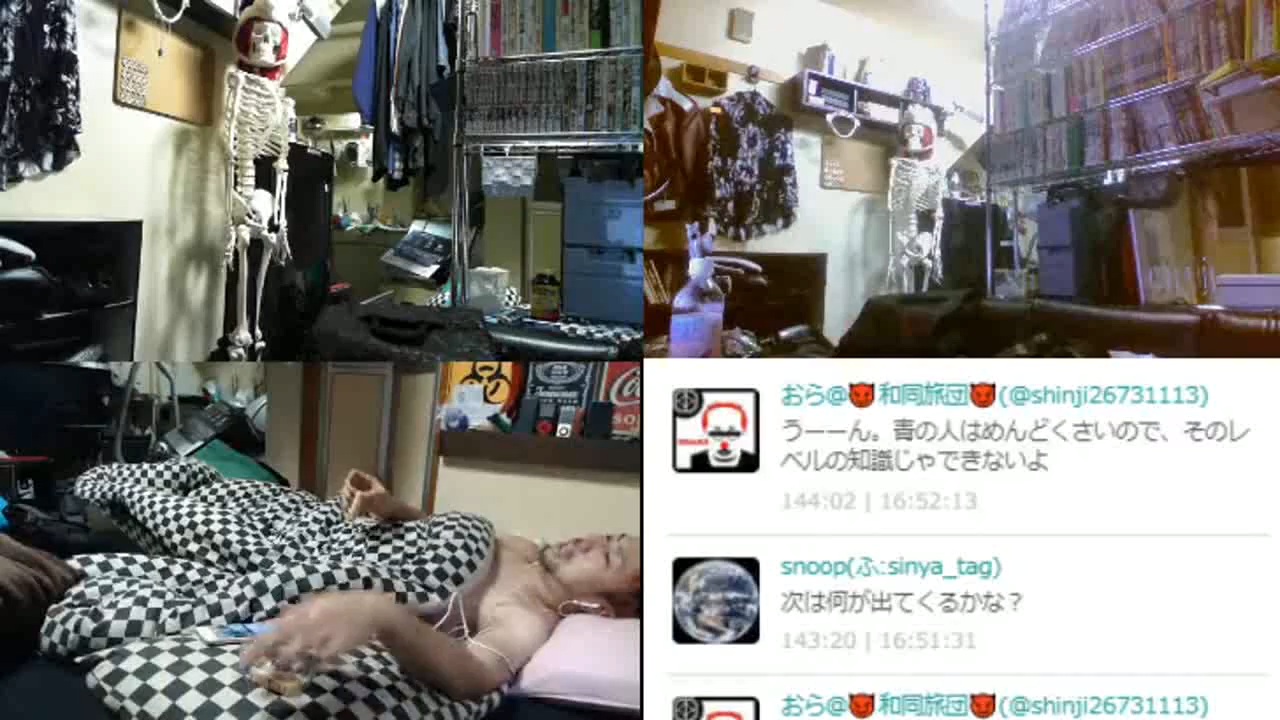 おら@👿和同旅団👿(@shinji26731113)
うーーん。青の人はめんどくさいので、そのレ
ベルの知識じゃできないよ
144:02 | 16:52:13
snoop(ふ:sinya_tag)
次は何が出てくるかな？
143:20 | 16:51:31
おら@👿和同旅団👿(@shinji26731113)